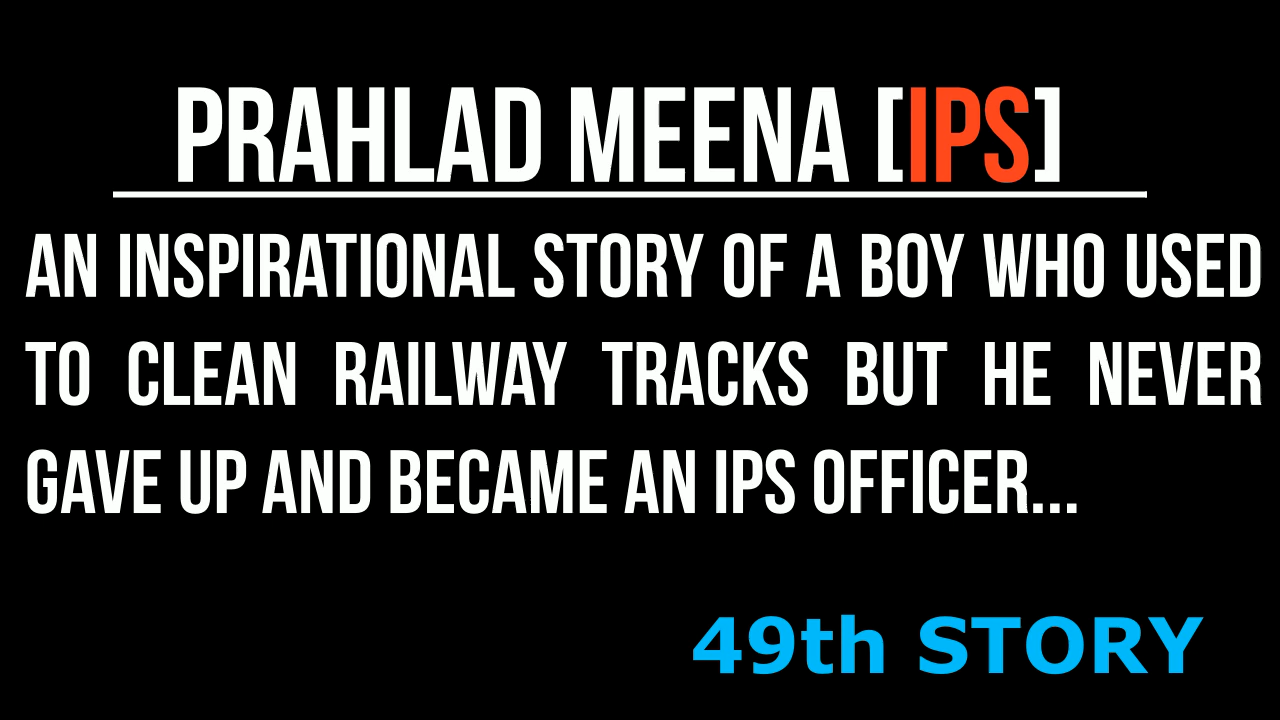 PRAHLAD MEENA [IPS]
AN INSPIRATIONAL STORY OF A BOY WHO USED
TO CLEAN RAILWAY TRACKS BUT HE NEVER
GAVE UP AND BECAME AN IPS OFFICER...
49th STORY